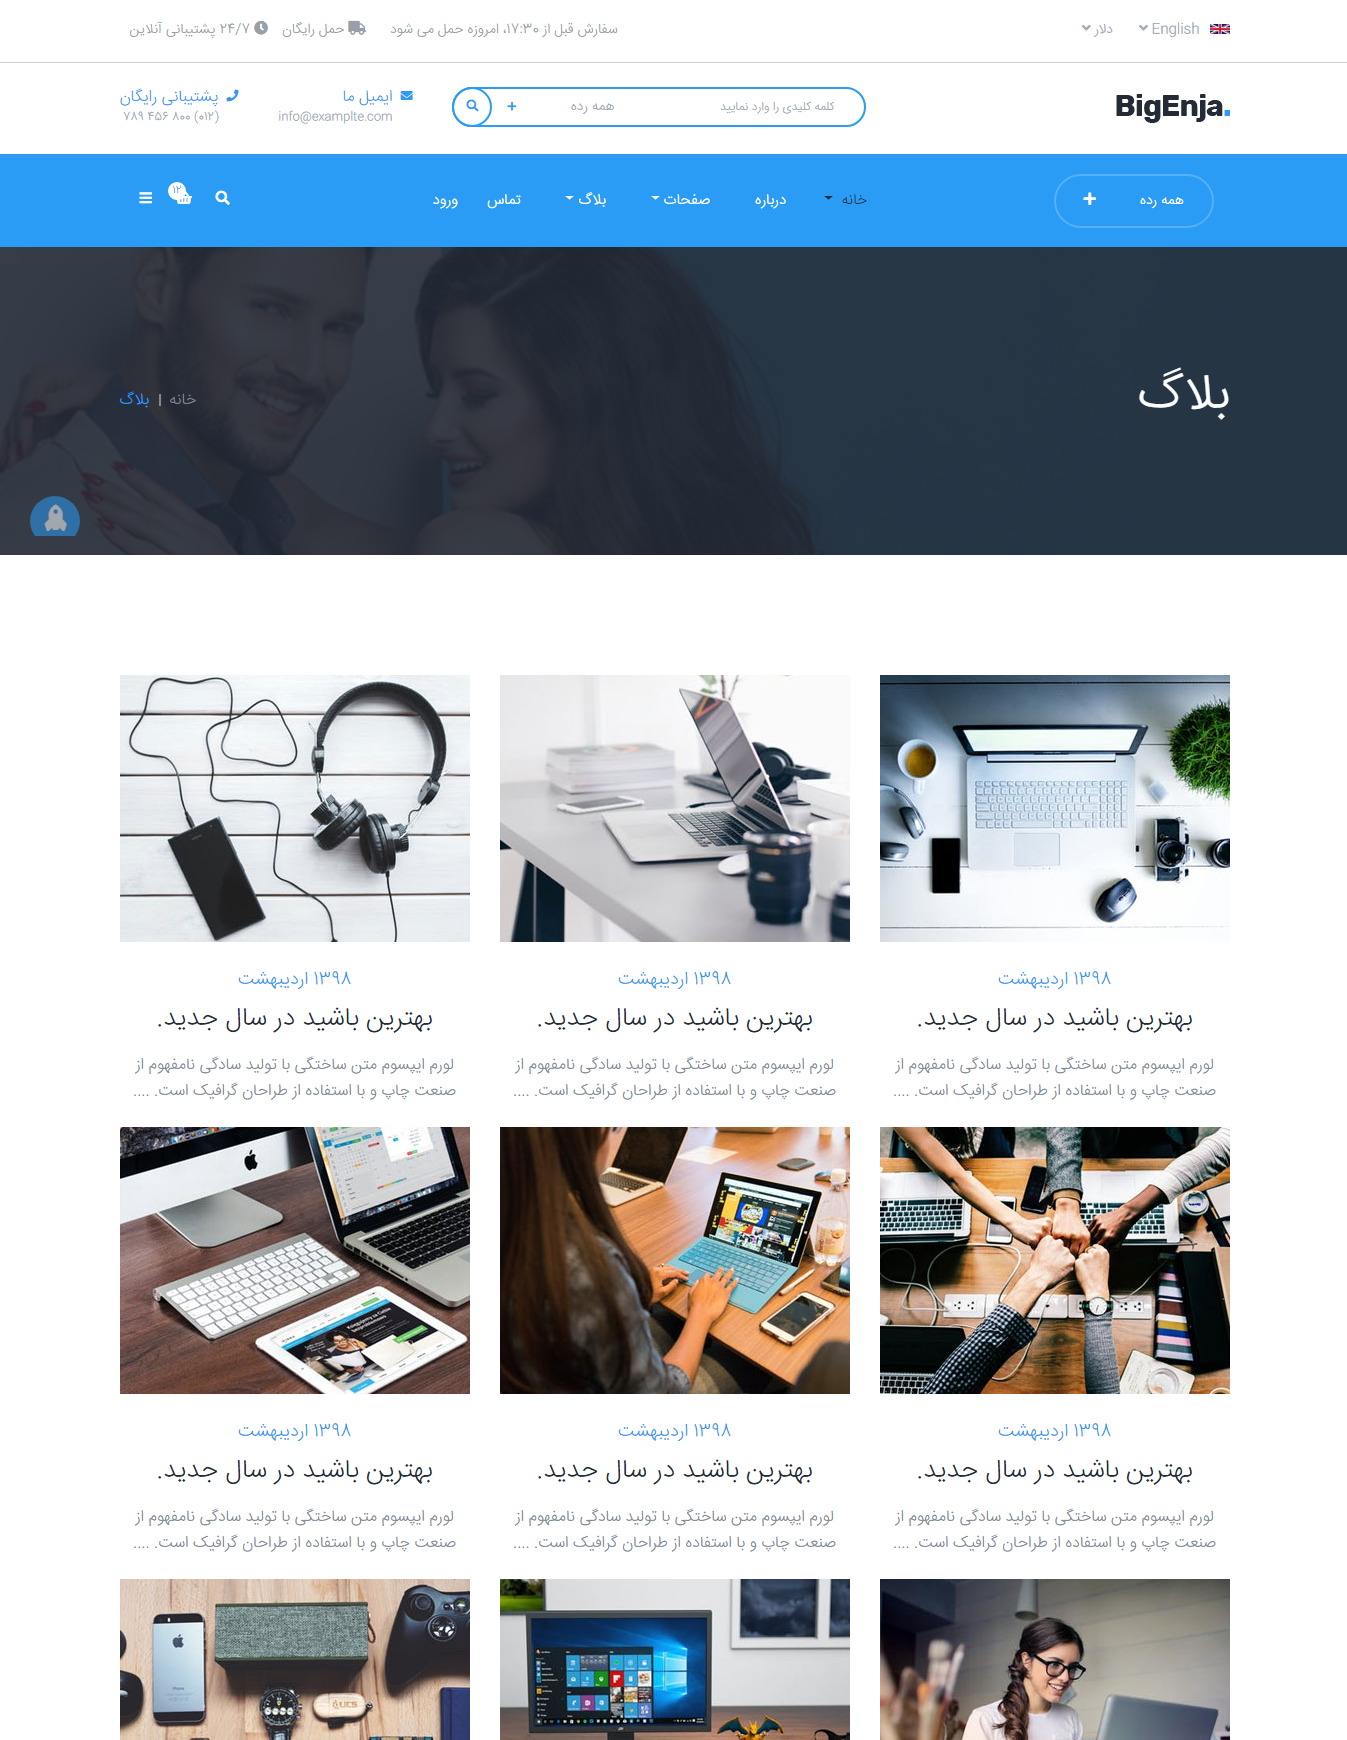 English دلار سفارش قبل از ۱۷:۳۰، امروزه حمل می شود حمل رایگان ۲۴/۷ پشتیبانی آنلاین
BigEnja. کلمه کلیدی را وارد نمایید همه رده ایمیل ما پشتیبانی رایگان
info@examplte.com (۰۱۲) ۸۰۰ ۴۵۶ ۷۸۹
همه رده خانه درباره صفحات بلاگ تماس ورود ۱۲
بلاگ
خانه | بلاگ
۱۳۹۸ اردیبهشت
بهترین باشید در سال جدید.
لورم ایپسوم متن ساختگی با تولید سادگی نامفهوم از
صنعت چاپ و با استفاده از طراحان گرافیک است. ....
۱۳۹۸ اردیبهشت
بهترین باشید در سال جدید.
لورم ایپسوم متن ساختگی با تولید سادگی نامفهوم از
صنعت چاپ و با استفاده از طراحان گرافیک است. ....
۱۳۹۸ اردیبهشت
بهترین باشید در سال جدید.
لورم ایپسوم متن ساختگی با تولید سادگی نامفهوم از
صنعت چاپ و با استفاده از طراحان گرافیک است. ....
۱۳۹۸ اردیبهشت
بهترین باشید در سال جدید.
لورم ایپسوم متن ساختگی با تولید سادگی نامفهوم از
صنعت چاپ و با استفاده از طراحان گرافیک است. ....
۱۳۹۸ اردیبهشت
بهترین باشید در سال جدید.
لورم ایپسوم متن ساختگی با تولید سادگی نامفهوم از
صنعت چاپ و با استفاده از طراحان گرافیک است. ....
۱۳۹۸ اردیبهشت
بهترین باشید در سال جدید.
لورم ایپسوم متن ساختگی با تولید سادگی نامفهوم از
صنعت چاپ و با استفاده از طراحان گرافیک است. ....
iPhone